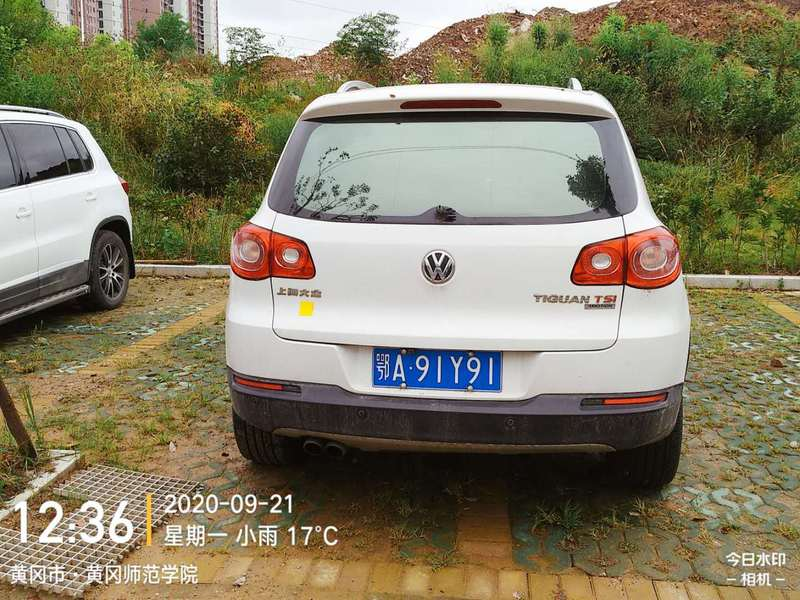 上海大众
TIGUAN TSI
鄂A·91Y91
12:36
2020-09-21
星期一 小雨 17°C
黄冈市·黄冈师范学院
今日水印
-相机-